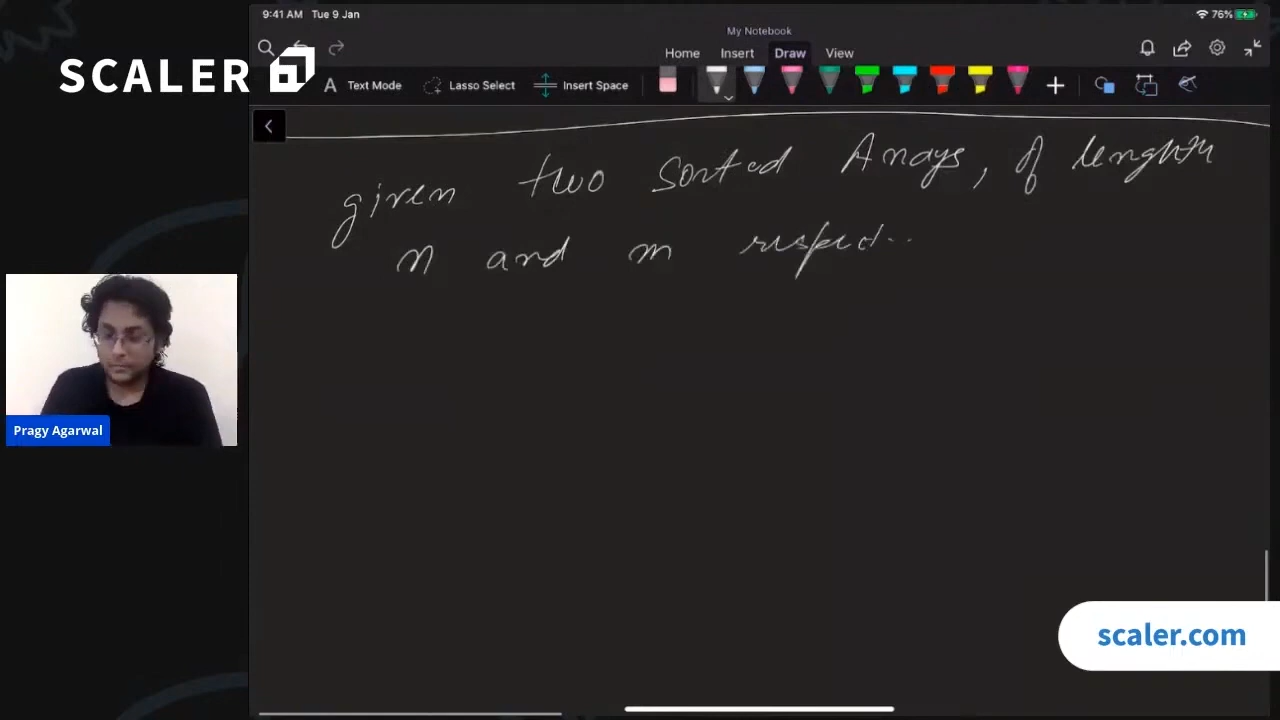 9:41 AM Tue 9 Jan
76%
My Notebook
Home Insert Draw View
SCALER
Text Mode Lasso Select Insert Space
given two sorted Arrays, of lenghth
n and m respect..
Pragy Agarwal
scaler.com